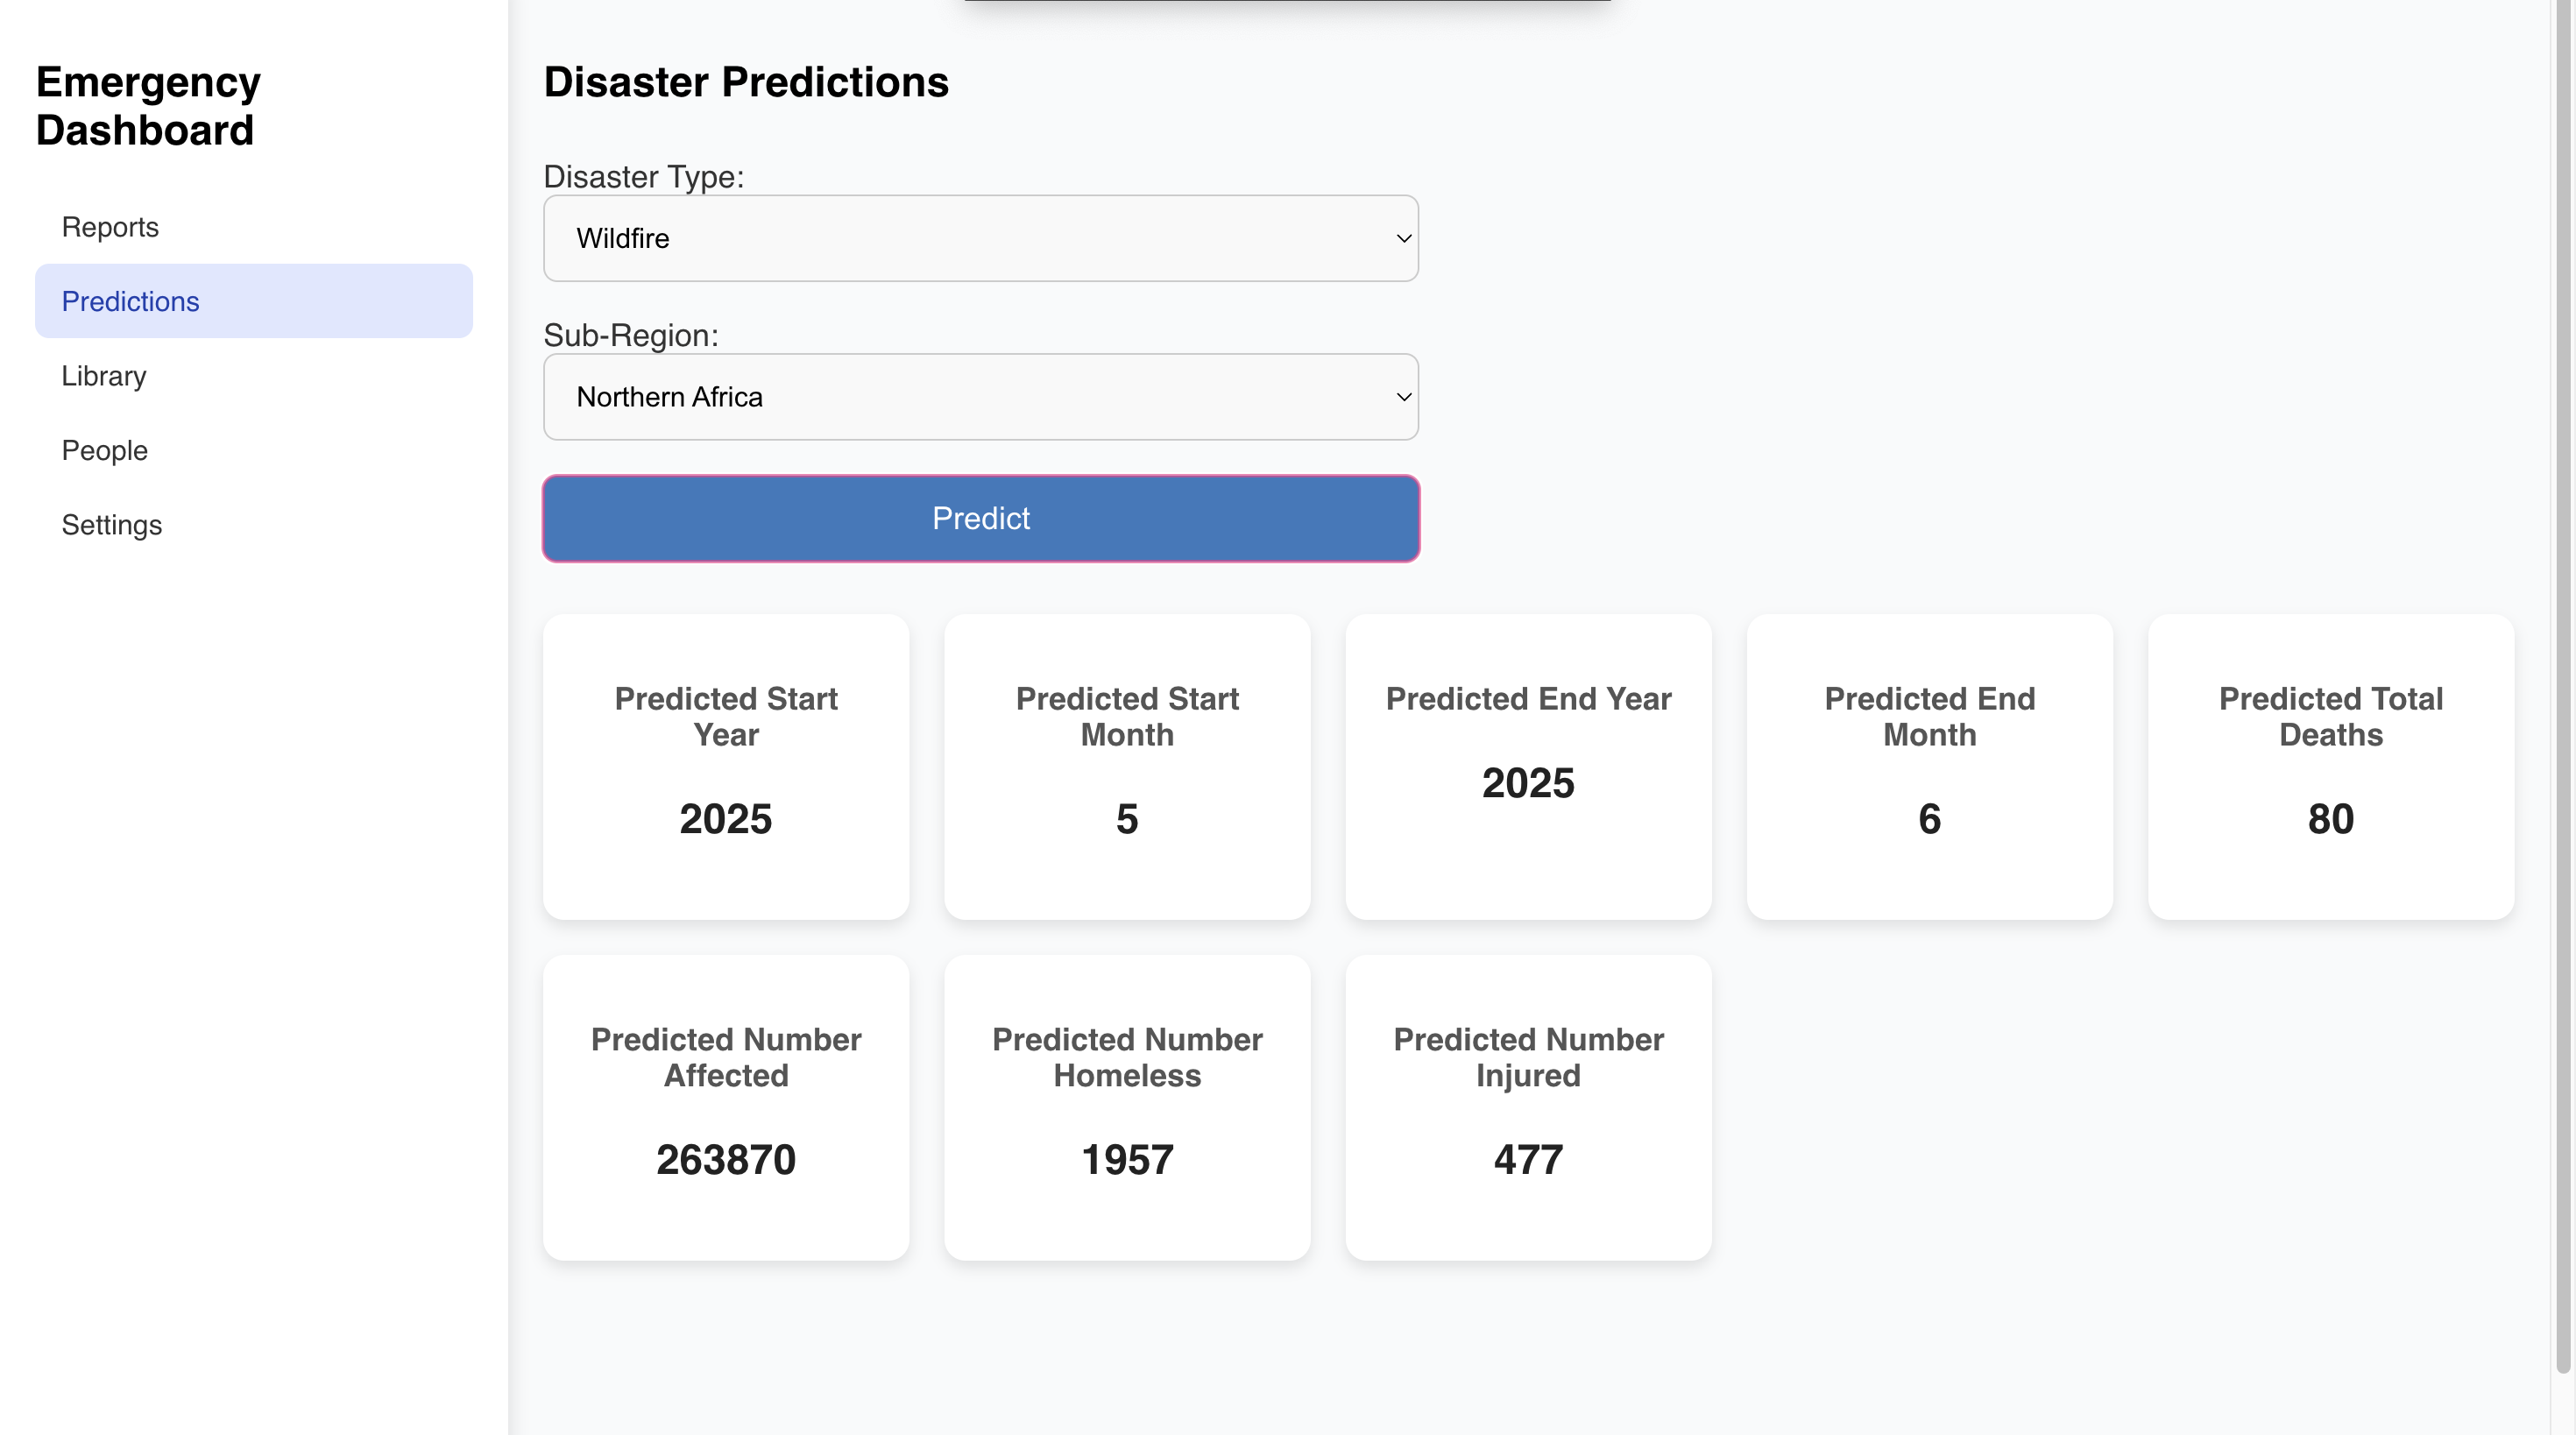 Emergency
Dashboard
Reports
Predictions
Library
People
Settings
Disaster Predictions
Disaster Type:
Wildfire
Sub-Region:
Northern Africa
Predict
Predicted Start
Year
2025
Predicted Start
Month
5
Predicted End Year
2025
Predicted End
Month
6
Predicted Total
Deaths
80
Predicted Number
Affected
263870
Predicted Number
Homeless
1957
Predicted Number
Injured
477